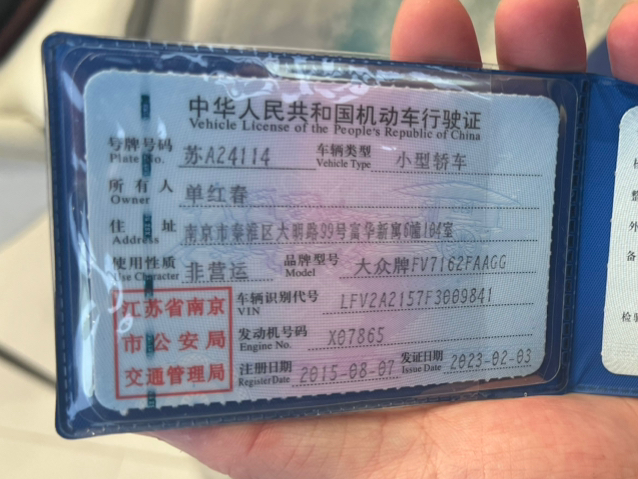 中华人民共和国机动车行驶证
Vehicle License of the People's Republic of China
号牌号码 苏A24114 车辆类型 小型轿车
Plate No. Vehicle Type
所有人 单红春
Owner
住址 南京市秦淮区大明路99号富华新寓6幢104室
Address
使用性质 非营运 品牌型号 大众牌FV7162FAAGG
Use Character Model
江苏省南京
市公安局
交通管理局
车辆识别代号 LFV2A2157F3009841
VIN
发动机号码 X07865
Engine No.
注册日期 2015-08-07 发证日期 2023-02-03
Register Date Issue Date
整
外
备
检验